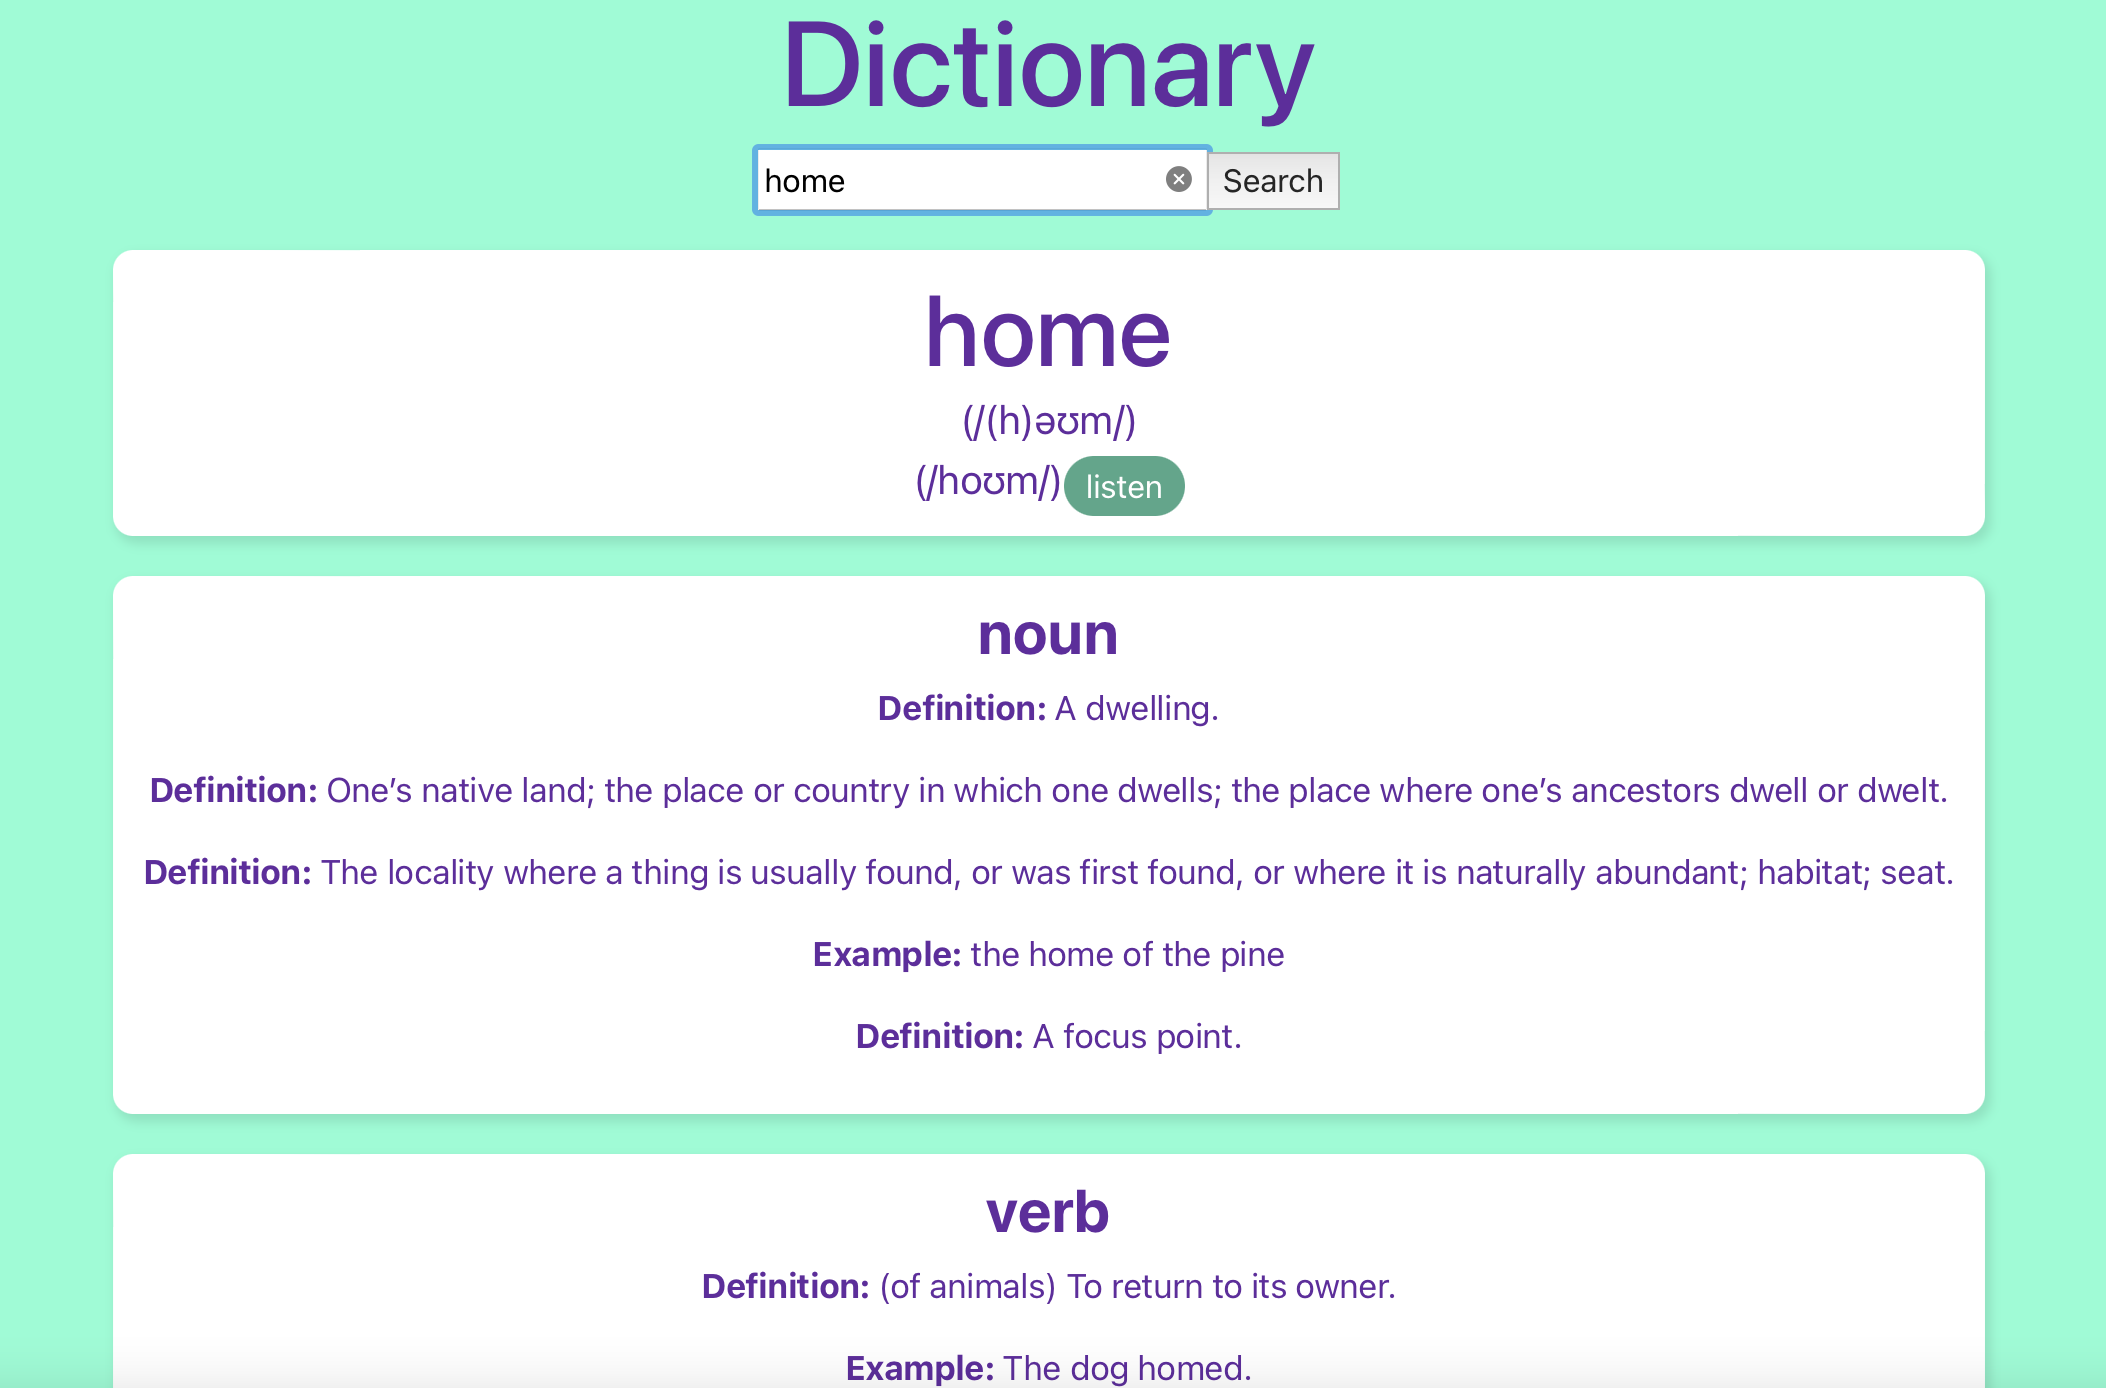 Dictionary
home
Search
home
(/(h)əʊm/)
(/hoʊm/) listen
noun
Definition: A dwelling.
Definition: One’s native land; the place or country in which one dwells; the place where one’s ancestors dwell or dwelt.
Definition: The locality where a thing is usually found, or was first found, or where it is naturally abundant; habitat; seat.
Example: the home of the pine
Definition: A focus point.
verb
Definition: (of animals) To return to its owner.
Example: The dog homed.